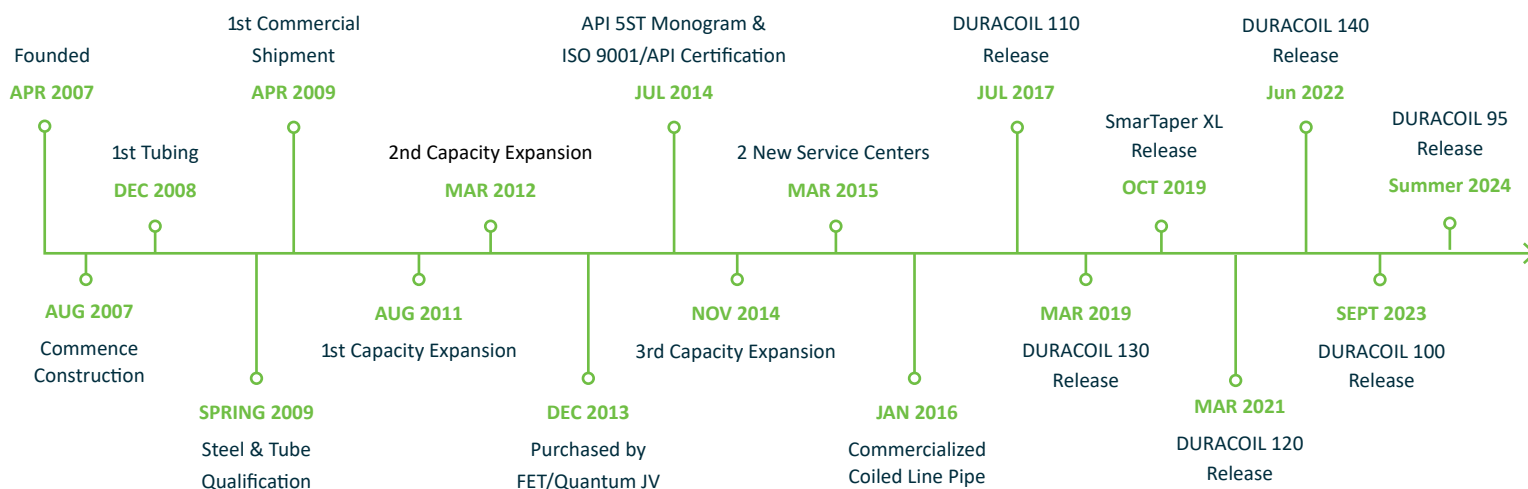 Founded
APR 2007
AUG 2007
Commence
Construction
1st Tubing
DEC 2008
SPRING 2009
Steel & Tube
Qualification
1st Commercial
Shipment
APR 2009
AUG 2011
1st Capacity Expansion
2nd Capacity Expansion
MAR 2012
DEC 2013
Purchased by
FET/Quantum JV
API 5ST Monogram &
ISO 9001/API Certification
JUL 2014
NOV 2014
3rd Capacity Expansion
2 New Service Centers
MAR 2015
JAN 2016
Commercialized
Coiled Line Pipe
DURACOIL 110
Release
JUL 2017
MAR 2019
DURACOIL 130
Release
SmarTaper XL
Release
OCT 2019
MAR 2021
DURACOIL 120
Release
DURACOIL 140
Release
Jun 2022
SEPT 2023
DURACOIL 100
Release
DURACOIL 95
Release
Summer 2024